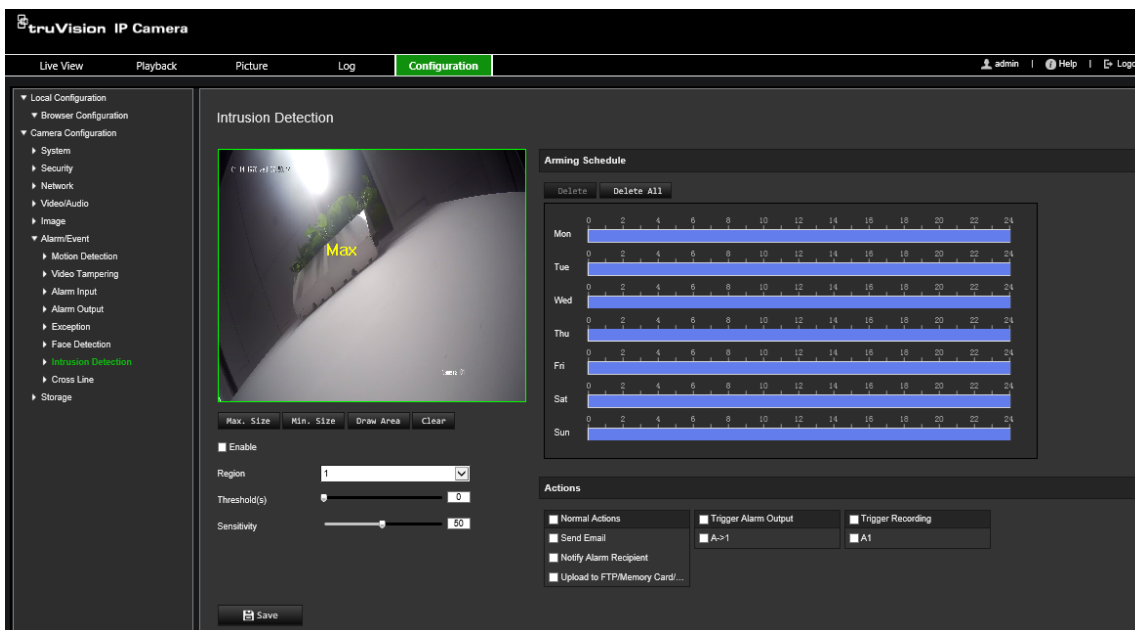 truVision IP Camera
Live View Playback Picture Log Configuration
admin | Help | Logo
Local Configuration
Browser Configuration
Camera Configuration
System
Security
Network
Video/Audio
Image
Alarm/Event
Motion Detection
Video Tampering
Alarm Input
Alarm Output
Exception
Face Detection
Intrusion Detection
Cross Line
Storage
Intrusion Detection
Max
Max. Size Min. Size Draw Area Clear
Enable
Region 1
Threshold(s) 0
Sensitivity 50
Save
Arming Schedule
Delete Delete All
0 2 4 6 8 10 12 14 16 18 20 22 24
Mon
0 2 4 6 8 10 12 14 16 18 20 22 24
Tue
0 2 4 6 8 10 12 14 16 18 20 22 24
Wed
0 2 4 6 8 10 12 14 16 18 20 22 24
Thu
0 2 4 6 8 10 12 14 16 18 20 22 24
Fri
0 2 4 6 8 10 12 14 16 18 20 22 24
Sat
0 2 4 6 8 10 12 14 16 18 20 22 24
Sun
Actions
Normal Actions Trigger Alarm Output Trigger Recording
Send Email A->1 A1
Notify Alarm Recipient
Upload to FTP/Memory Card/...